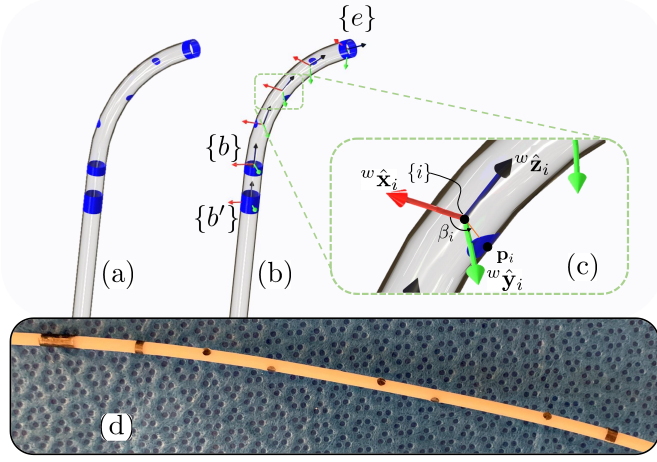 {e}
{b}
{b'}
(a)
(b)
{i}
ʷx̂ᵢ
ʷẑᵢ
βᵢ
pᵢ
ʷŷᵢ
(c)
(d)